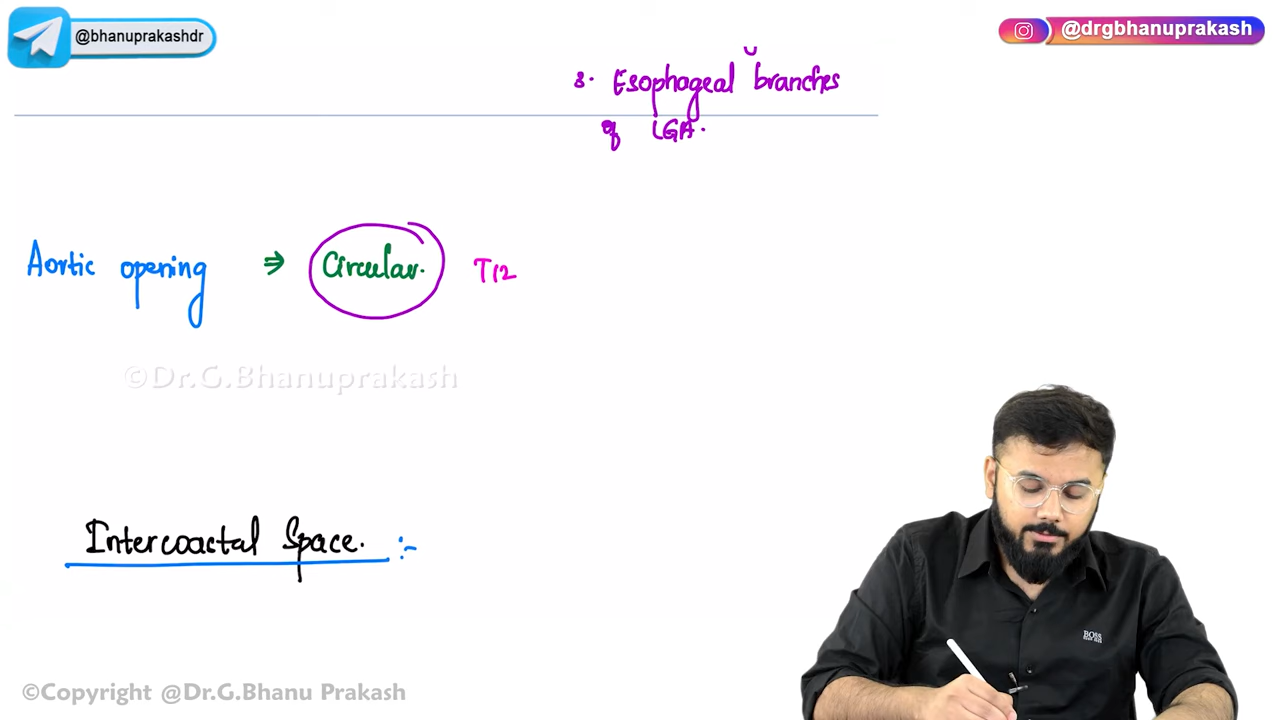 @bhanuprakashdr
@drgbhanuprakash
3. Esophogeal branches
of LGA.
Aortic opening ⇒ Circular. T12
©Dr.G.Bhanuprakash
Intercoactal Space. :-
BOSS
©Copyright @Dr.G.Bhanu Prakash